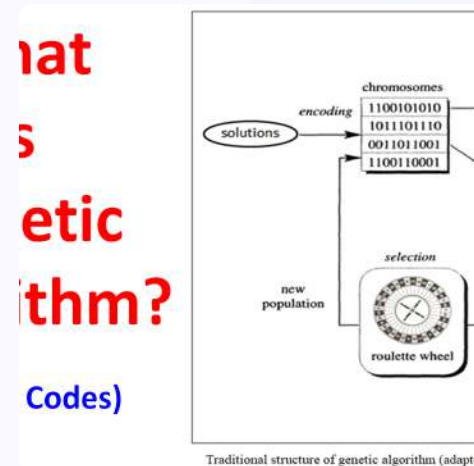 hat
s
etic
ithm?
Codes)
chromosomes
encoding
solutions
1100101010
1011101110
0011011001
1100110001
selection
new
population
roulette wheel
Traditional structure of genetic algorithm (adapt